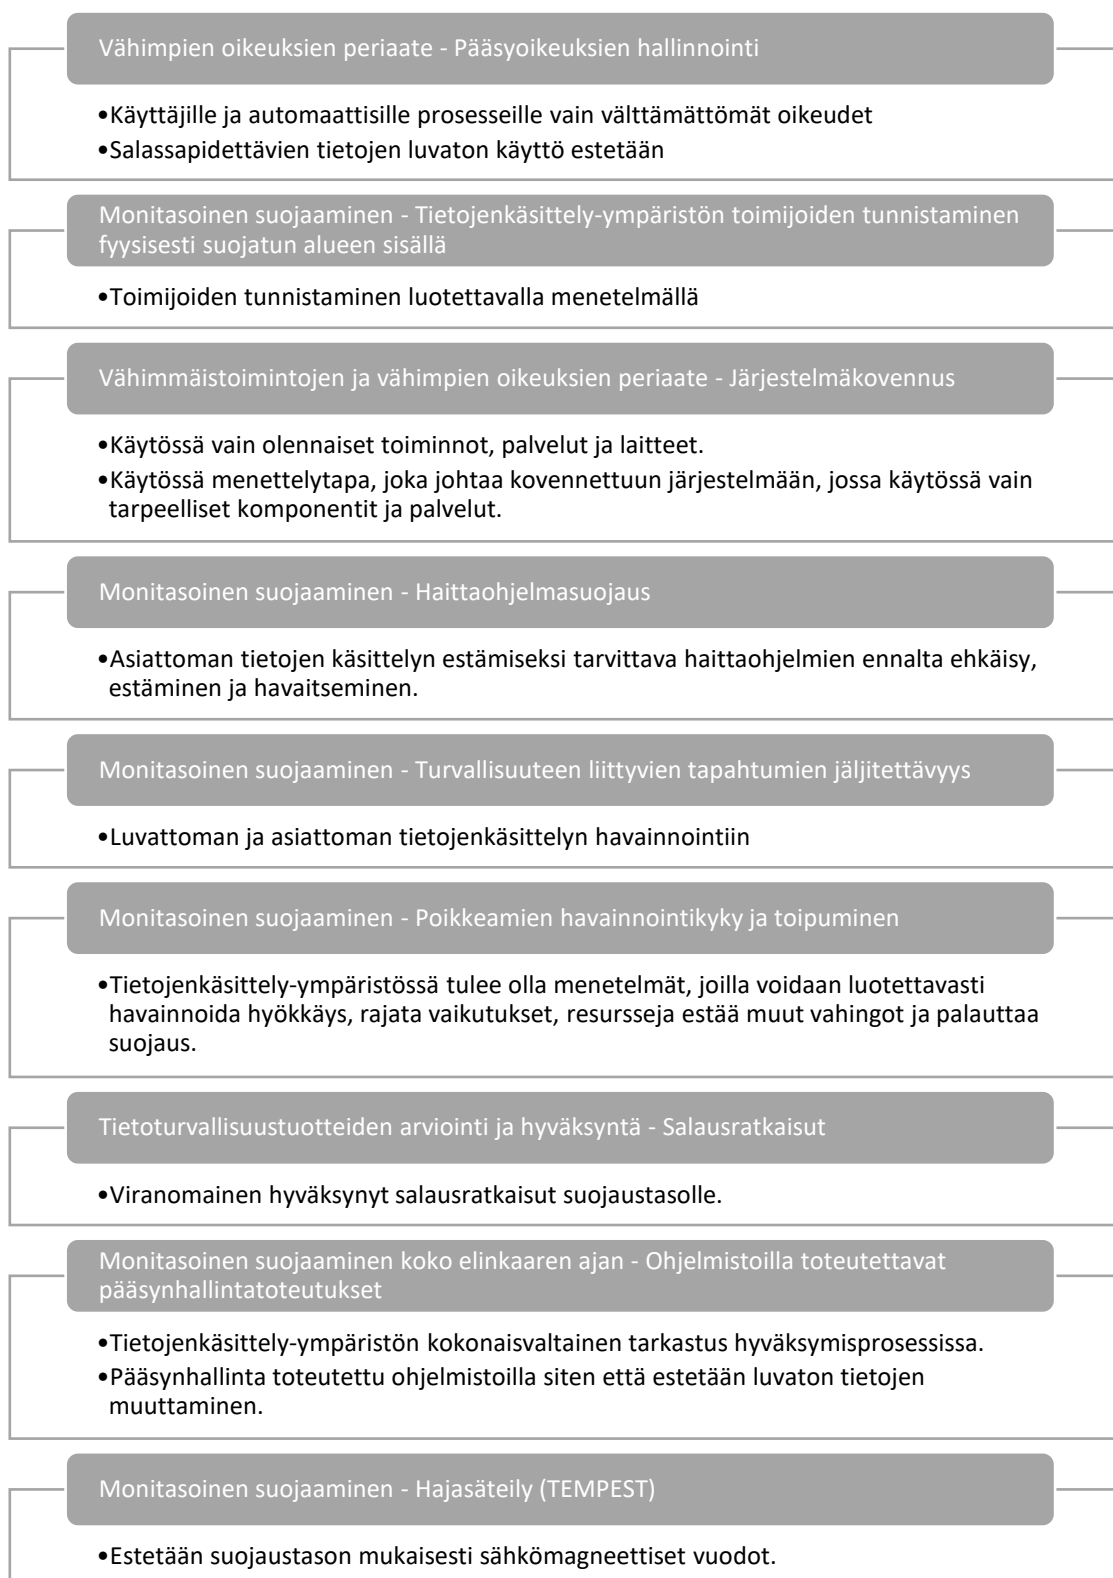 Vähimpien oikeuksien periaate - Pääsyoikeuksien hallinnointi
•Käyttäjille ja automaattisille prosesseille vain välttämättömät oikeudet
•Salassapidettävien tietojen luvaton käyttö estetään
Monitasoinen suojaaminen - Tietojenkäsittely-ympäristön toimijoiden tunnistaminen
fyysisesti suojatun alueen sisällä
•Toimijoiden tunnistaminen luotettavalla menetelmällä
Vähimmäistoimintojen ja vähimpien oikeuksien periaate - Järjestelmäkovennus
•Käytössä vain olennaiset toiminnot, palvelut ja laitteet.
•Käytössä menettelytapa, joka johtaa kovennettuun järjestelmään, jossa käytössä vain
tarpeelliset komponentit ja palvelut.
Monitasoinen suojaaminen - Haittaohjelmasuojaus
•Asiattoman tietojen käsittelyn estämiseksi tarvittava haittaohjelmien ennalta ehkäisy,
estäminen ja havaitseminen.
Monitasoinen suojaaminen - Turvallisuuteen liittyvien tapahtumien jäljitettävyys
•Luvattoman ja asiattoman tietojenkäsittelyn havainnointiin
Monitasoinen suojaaminen - Poikkeamien havainnointikyky ja toipuminen
•Tietojenkäsittely-ympäristössä tulee olla menetelmät, joilla voidaan luotettavasti
havainnoida hyökkäys, rajata vaikutukset, resursseja estää muut vahingot ja palauttaa
suojaus.
Tietoturvallisuustuotteiden arviointi ja hyväksyntä - Salausratkaisut
•Viranomainen hyväksynyt salausratkaisut suojaustasolle.
Monitasoinen suojaaminen koko elinkaaren ajan - Ohjelmistoilla toteutettavat
pääsynhallintatoteutukset
•Tietojenkäsittely-ympäristön kokonaisvaltainen tarkastus hyväksymisprosessissa.
•Pääsynhallinta toteutettu ohjelmistoilla siten että estetään luvaton tietojen
muuttaminen.
Monitasoinen suojaaminen - Hajasäteily (TEMPEST)
•Estetään suojaustason mukaisesti sähkömagneettiset vuodot.